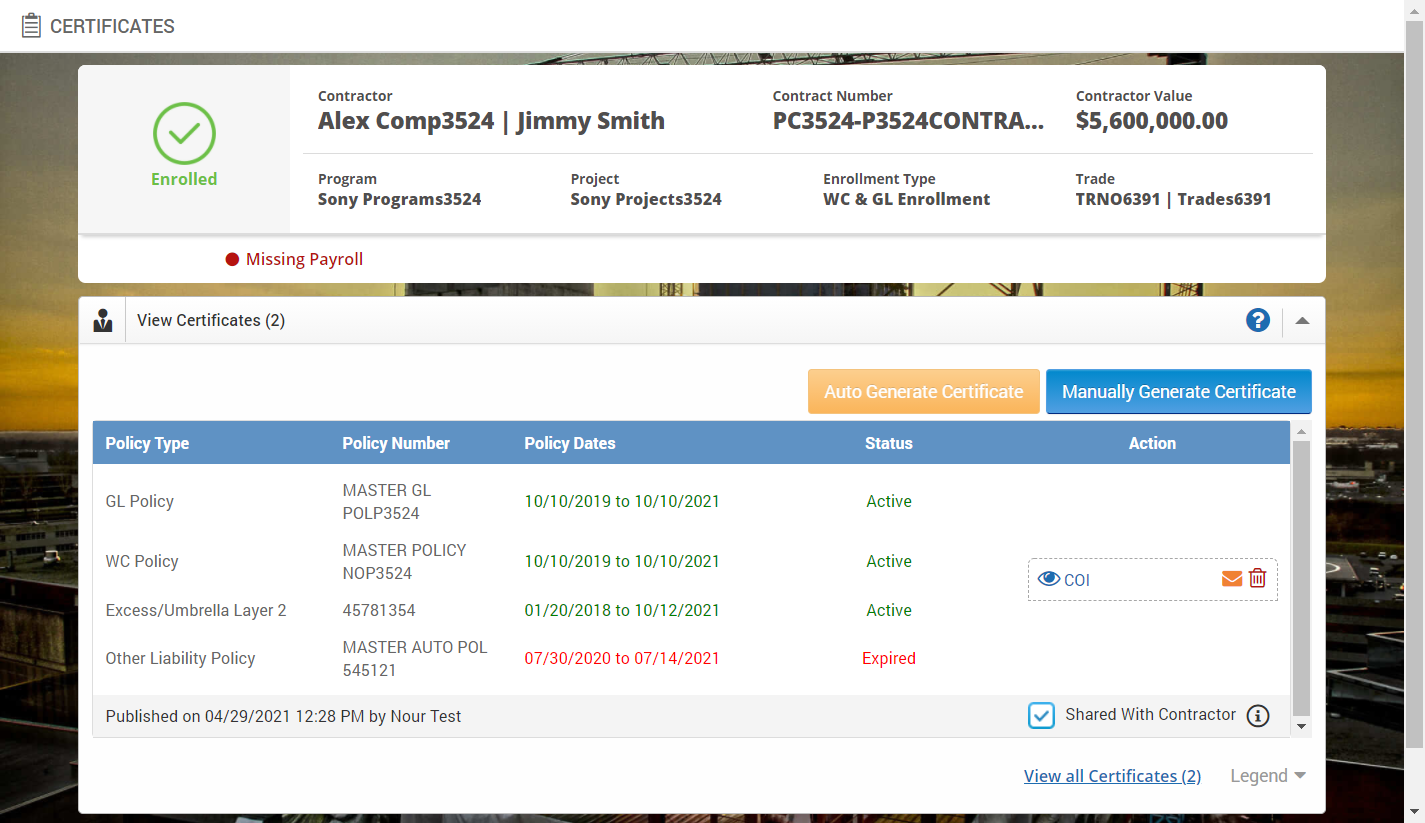 CERTIFICATES
Contractor
Alex Comp3524 | Jimmy Smith
Contract Number
PC3524-P3524CONTRA...
Contractor Value
$5,600,000.00
Enrolled
Program
Sony Programs3524
Project
Sony Projects3524
Enrollment Type
WC & GL Enrollment
Trade
TRNO6391 | Trades6391
Missing Payroll
View Certificates (2)
?
Auto Generate Certificate
Manually Generate Certificate
Policy Type Policy Number Policy Dates Status Action
GL Policy
MASTER GL
POLP3524
10/10/2019 to 10/10/2021
Active
WC Policy
MASTER POLICY
NOP3524
10/10/2019 to 10/10/2021
Active
COI
Excess/Umbrella Layer 2 45781354 01/20/2018 to 10/12/2021 Active
Other Liability Policy
MASTER AUTO POL
545121
07/30/2020 to 07/14/2021
Expired
Published on 04/29/2021 12:28 PM by Nour Test
Shared With Contractor
View all Certificates (2)
Legend